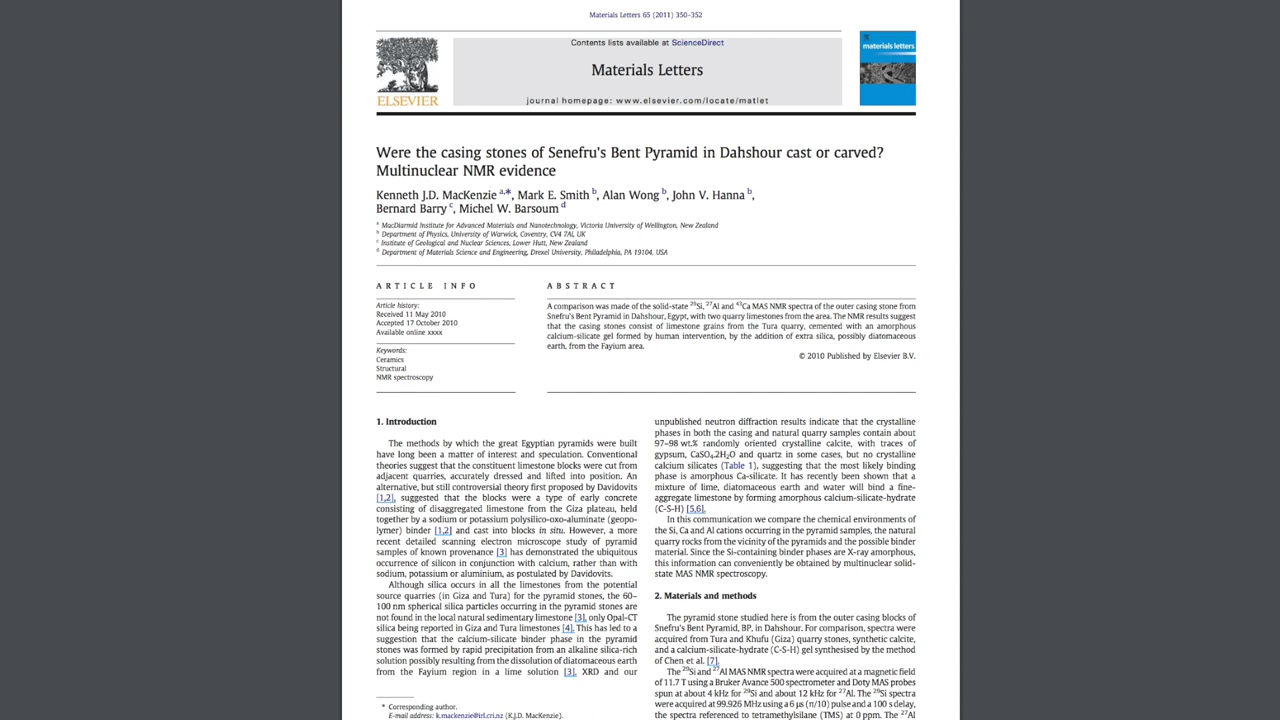 Materials Letters 65 (2011) 350–352
Contents lists available at ScienceDirect
Materials Letters
journal homepage: www.elsevier.com/locate/matlet
ELSEVIER
materials letters
Were the casing stones of Senefru's Bent Pyramid in Dahshour cast or carved?
Multinuclear NMR evidence
Kenneth J.D. MacKenzie a,*, Mark E. Smith b, Alan Wong b, John V. Hanna b,
Bernard Barry c, Michel W. Barsoum d
a MacDiarmid Institute for Advanced Materials and Nanotechnology, Victoria University of Wellington, New Zealand
b Department of Physics, University of Warwick, Coventry, CV4 7Al, UK
c Institute of Geological and Nuclear Sciences, Lower Hutt, New Zealand
d Department of Materials Science and Engineering, Drexel University, Philadelphia, PA 19104, USA
ARTICLE INFO
Article history:
Received 11 May 2010
Accepted 17 October 2010
Available online xxxx
Keywords:
Ceramics
Structural
NMR spectroscopy
ABSTRACT
A comparison was made of the solid-state 29Si, 27Al and 43Ca MAS NMR spectra of the outer casing stone from
Snefru's Bent Pyramid in Dahshour, Egypt, with two quarry limestones from the area. The NMR results suggest
that the casing stones consist of limestone grains from the Tura quarry, cemented with an amorphous
calcium-silicate gel formed by human intervention, by the addition of extra silica, possibly diatomaceous
earth, from the Fayium area.
© 2010 Published by Elsevier B.V.
1. Introduction
The methods by which the great Egyptian pyramids were built
have long been a matter of interest and speculation. Conventional
theories suggest that the constituent limestone blocks were cut from
adjacent quarries, accurately dressed and lifted into position. An
alternative, but still controversial theory first proposed by Davidovits
[1,2], suggested that the blocks were a type of early concrete
consisting of disaggregated limestone from the Giza plateau, held
together by a sodium or potassium polysilico-oxo-aluminate (geopo-
lymer) binder [1,2] and cast into blocks in situ. However, a more
recent detailed scanning electron microscope study of pyramid
samples of known provenance [3] has demonstrated the ubiquitous
occurrence of silicon in conjunction with calcium, rather than with
sodium, potassium or aluminium, as postulated by Davidovits.
Although silica occurs in all the limestones from the potential
source quarries (in Giza and Tura) for the pyramid stones, the 60–
100 nm spherical silica particles occurring in the pyramid stones are
not found in the local natural sedimentary limestone [3], only Opal-CT
silica being reported in Giza and Tura limestones [4]. This has led to a
suggestion that the calcium-silicate binder phase in the pyramid
stones was formed by rapid precipitation from an alkaline silica-rich
solution possibly resulting from the dissolution of diatomaceous earth
from the Fayium region in a lime solution [3]. XRD and our
* Corresponding author.
E-mail address: k.mackenzie@irl.cri.nz (K.J.D. MacKenzie).
unpublished neutron diffraction results indicate that the crystalline
phases in both the casing and natural quarry samples contain about
97–98 wt.% randomly oriented crystalline calcite, with traces of
gypsum, CaSO4.2H2O and quartz in some cases, but no crystalline
calcium silicates (Table 1), suggesting that the most likely binding
phase is amorphous Ca-silicate. It has recently been shown that a
mixture of lime, diatomaceous earth and water will bind a fine-
aggregate limestone by forming amorphous calcium-silicate-hydrate
(C-S-H) [5,6].
In this communication we compare the chemical environments of
the Si, Ca and Al cations occurring in the pyramid samples, the natural
quarry rocks from the vicinity of the pyramids and the possible binder
material. Since the Si-containing binder phases are X-ray amorphous,
this information can conveniently be obtained by multinuclear solid-
state MAS NMR spectroscopy.
2. Materials and methods
The pyramid stone studied here is from the outer casing blocks of
Snefru's Bent Pyramid, BP, in Dahshour. For comparison, spectra were
acquired from Tura and Khufu (Giza) quarry stones, synthetic calcite,
and a calcium-silicate-hydrate (C-S-H) gel synthesised by the method
of Chen et al. [7].
The 29Si and 27Al MAS NMR spectra were acquired at a magnetic field
of 11.7 T using a Bruker Avance 500 spectrometer and Doty MAS probes
spun at about 4 kHz for 29Si and about 12 kHz for 27Al. The 29Si spectra
were acquired at 99.926 MHz using a 6 μs (π/10) pulse and a 100 s delay,
the spectra referenced to tetramethylsilane (TMS) at 0 ppm. The 27Al